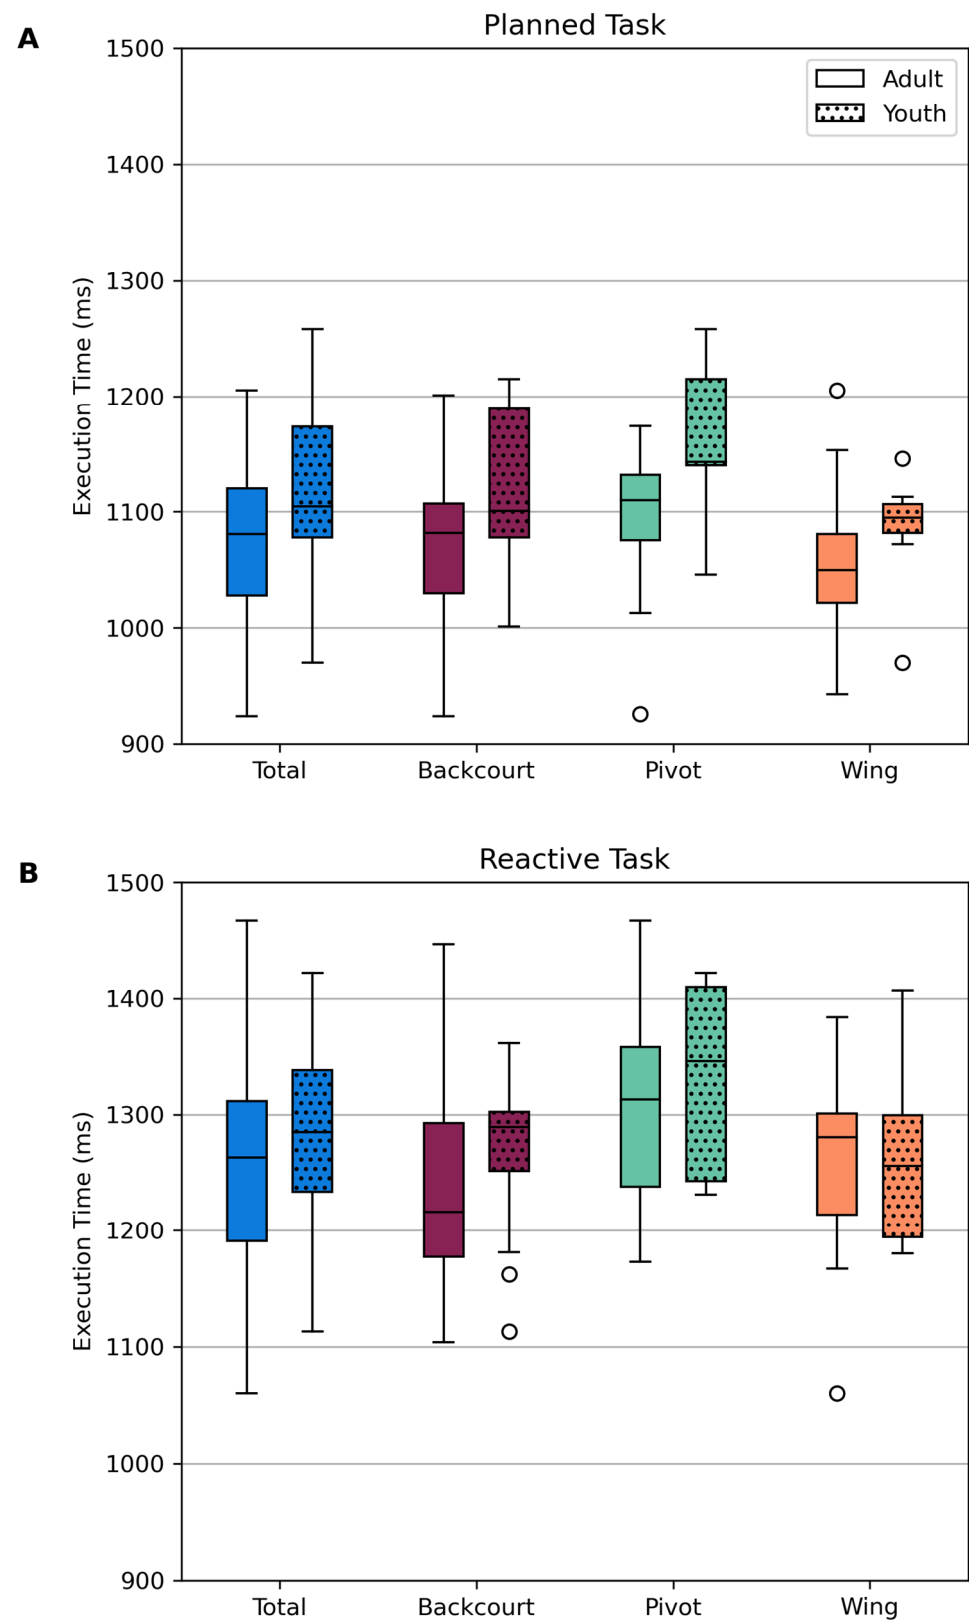 A
Planned Task
1500
1400
1300
1200
1100
1000
900
Execution Time (ms)
Adult
Youth
Total Backcourt Pivot Wing
B
Reactive Task
1500
1400
1300
1200
1100
1000
900
Execution Time (ms)
Total Backcourt Pivot Wing